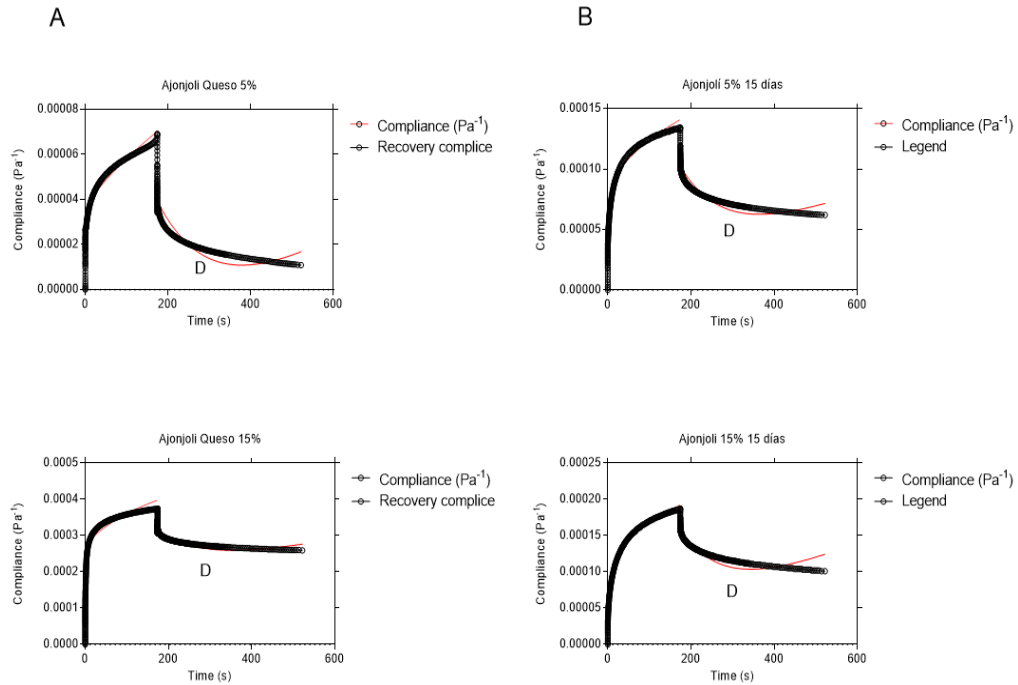 A
B
Ajonjoli Queso 5%
Compliance (Pa-1)
0.00008
0.00006
0.00004
0.00002
0.00000
0 200 400 600
Time (s)
Compliance (Pa-1)
Recovery complice
D
Ajonjolí 5% 15 días
Compliance (Pa-1)
0.00015
0.00010
0.00005
0.00000
0 200 400 600
Time (s)
Compliance (Pa-1)
Legend
D
Ajonjoli Queso 15%
Compliance (Pa-1)
0.0005
0.0004
0.0003
0.0002
0.0001
0.0000
0 200 400 600
Time (s)
Compliance (Pa-1)
Recovery complice
D
Ajonjoli 15% 15 días
Compliance (Pa-1)
0.00025
0.00020
0.00015
0.00010
0.00005
0.00000
0 200 400 600
Time (s)
Compliance (Pa-1)
Legend
D